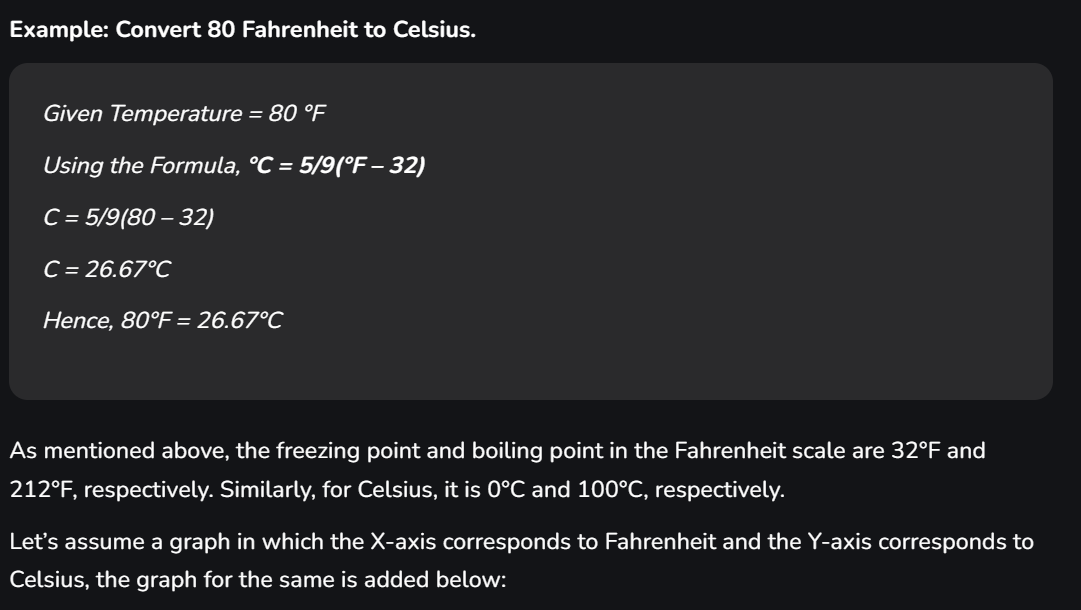 Example: Convert 80 Fahrenheit to Celsius.
Given Temperature = 80 °F
Using the Formula, °C = 5/9(°F – 32)
C = 5/9(80 – 32)
C = 26.67°C
Hence, 80°F = 26.67°C
As mentioned above, the freezing point and boiling point in the Fahrenheit scale are 32°F and
212°F, respectively. Similarly, for Celsius, it is 0°C and 100°C, respectively.
Let’s assume a graph in which the X-axis corresponds to Fahrenheit and the Y-axis corresponds to
Celsius, the graph for the same is added below: